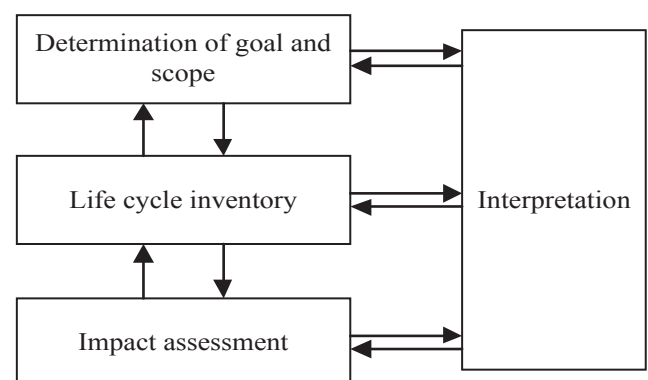 Determination of goal and
scope
Life cycle inventory
Interpretation
Impact assessment